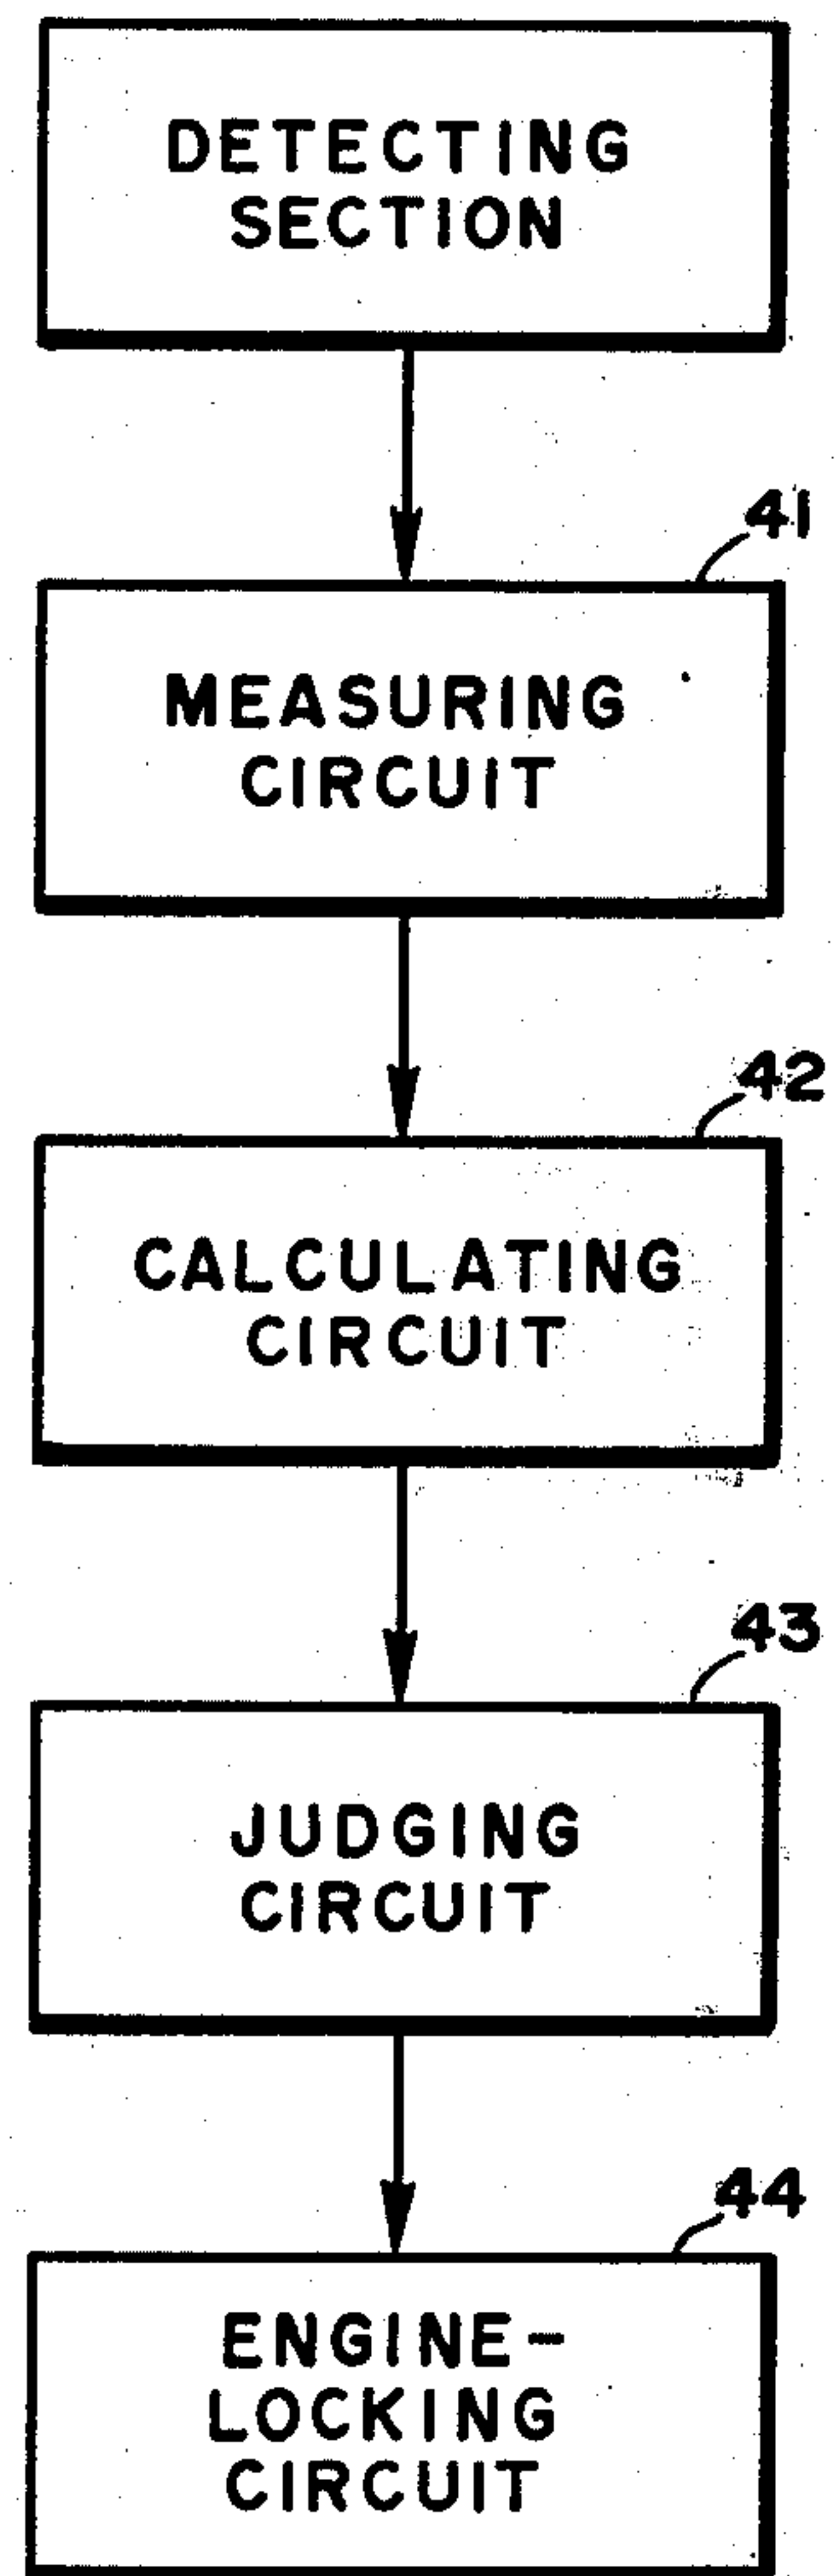 DETECTING
SECTION
41
MEASURING
CIRCUIT
42
CALCULATING
CIRCUIT
43
JUDGING
CIRCUIT
44
ENGINE-
LOCKING
CIRCUIT